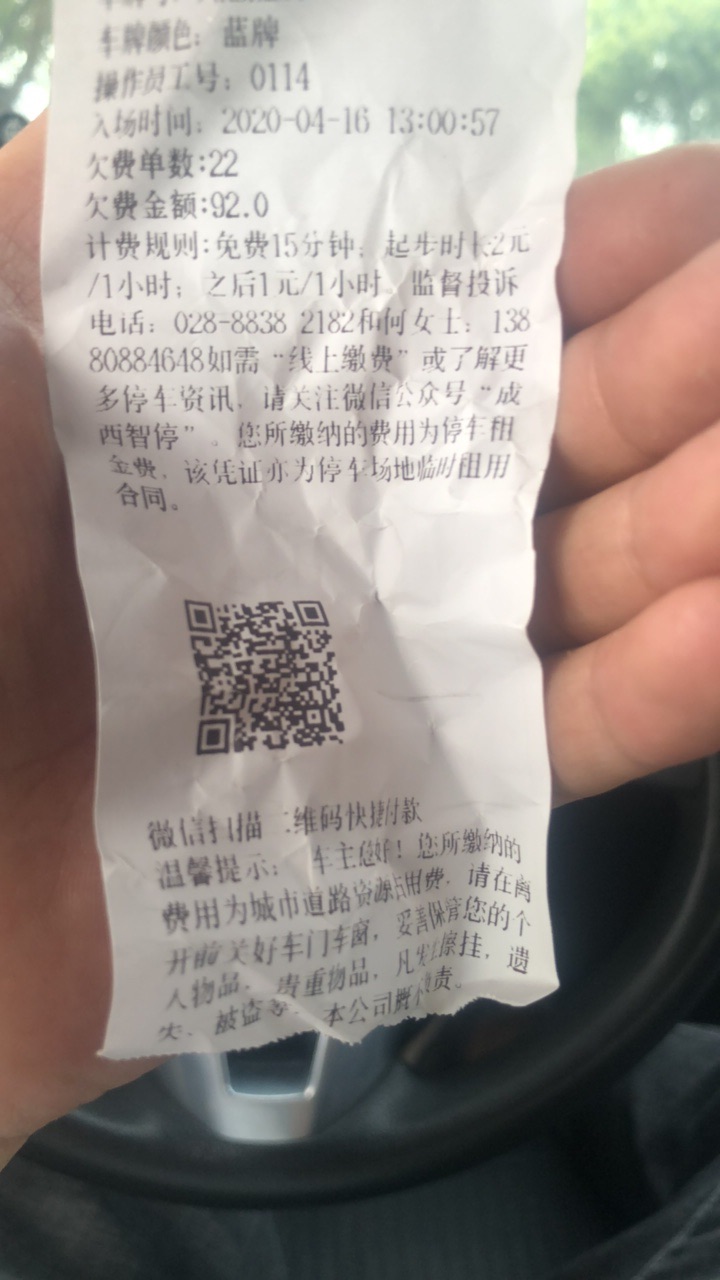 车牌颜色：蓝牌
操作员工号：0114
入场时间：2020-04-16 13:00:57
欠费单数:22
欠费金额:92.0
计费规则:免费15分钟；起步时长2元
/1小时；之后1元/1小时。监督投诉
电话：028-8838 2182和何女士：138
80884648如需“线上缴费”或了解更
多停车资讯，请关注微信公众号“成
西智停”。您所缴纳的费用为停车租
金费，该凭证亦为停车场地临时租用
合同。
微信扫描二维码快捷付款
温馨提示：车主您好！您所缴纳的
费用为城市道路资源占用费，请在离
开前关好车门车窗，妥善保管您的个
人物品、贵重物品，凡发生擦挂，遗
失、被盗等，本公司概不负责。